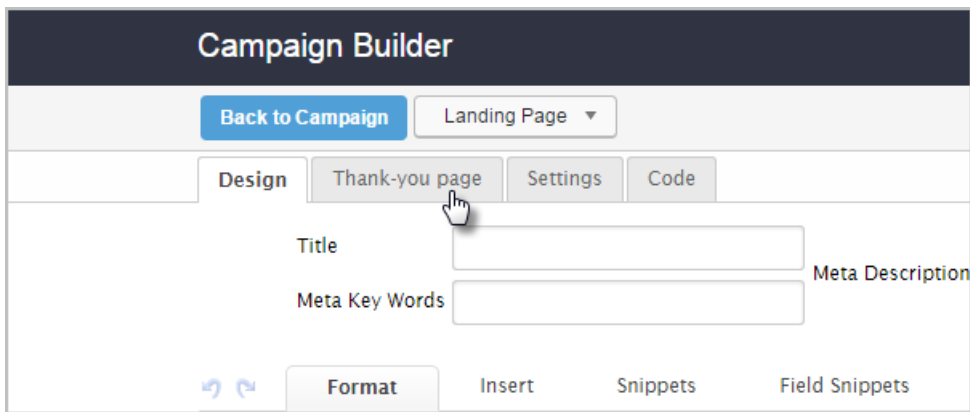 Campaign Builder
Back to Campaign Landing Page
Design Thank-you page Settings Code
Title
Meta Description
Meta Key Words
Format Insert Snippets Field Snippets